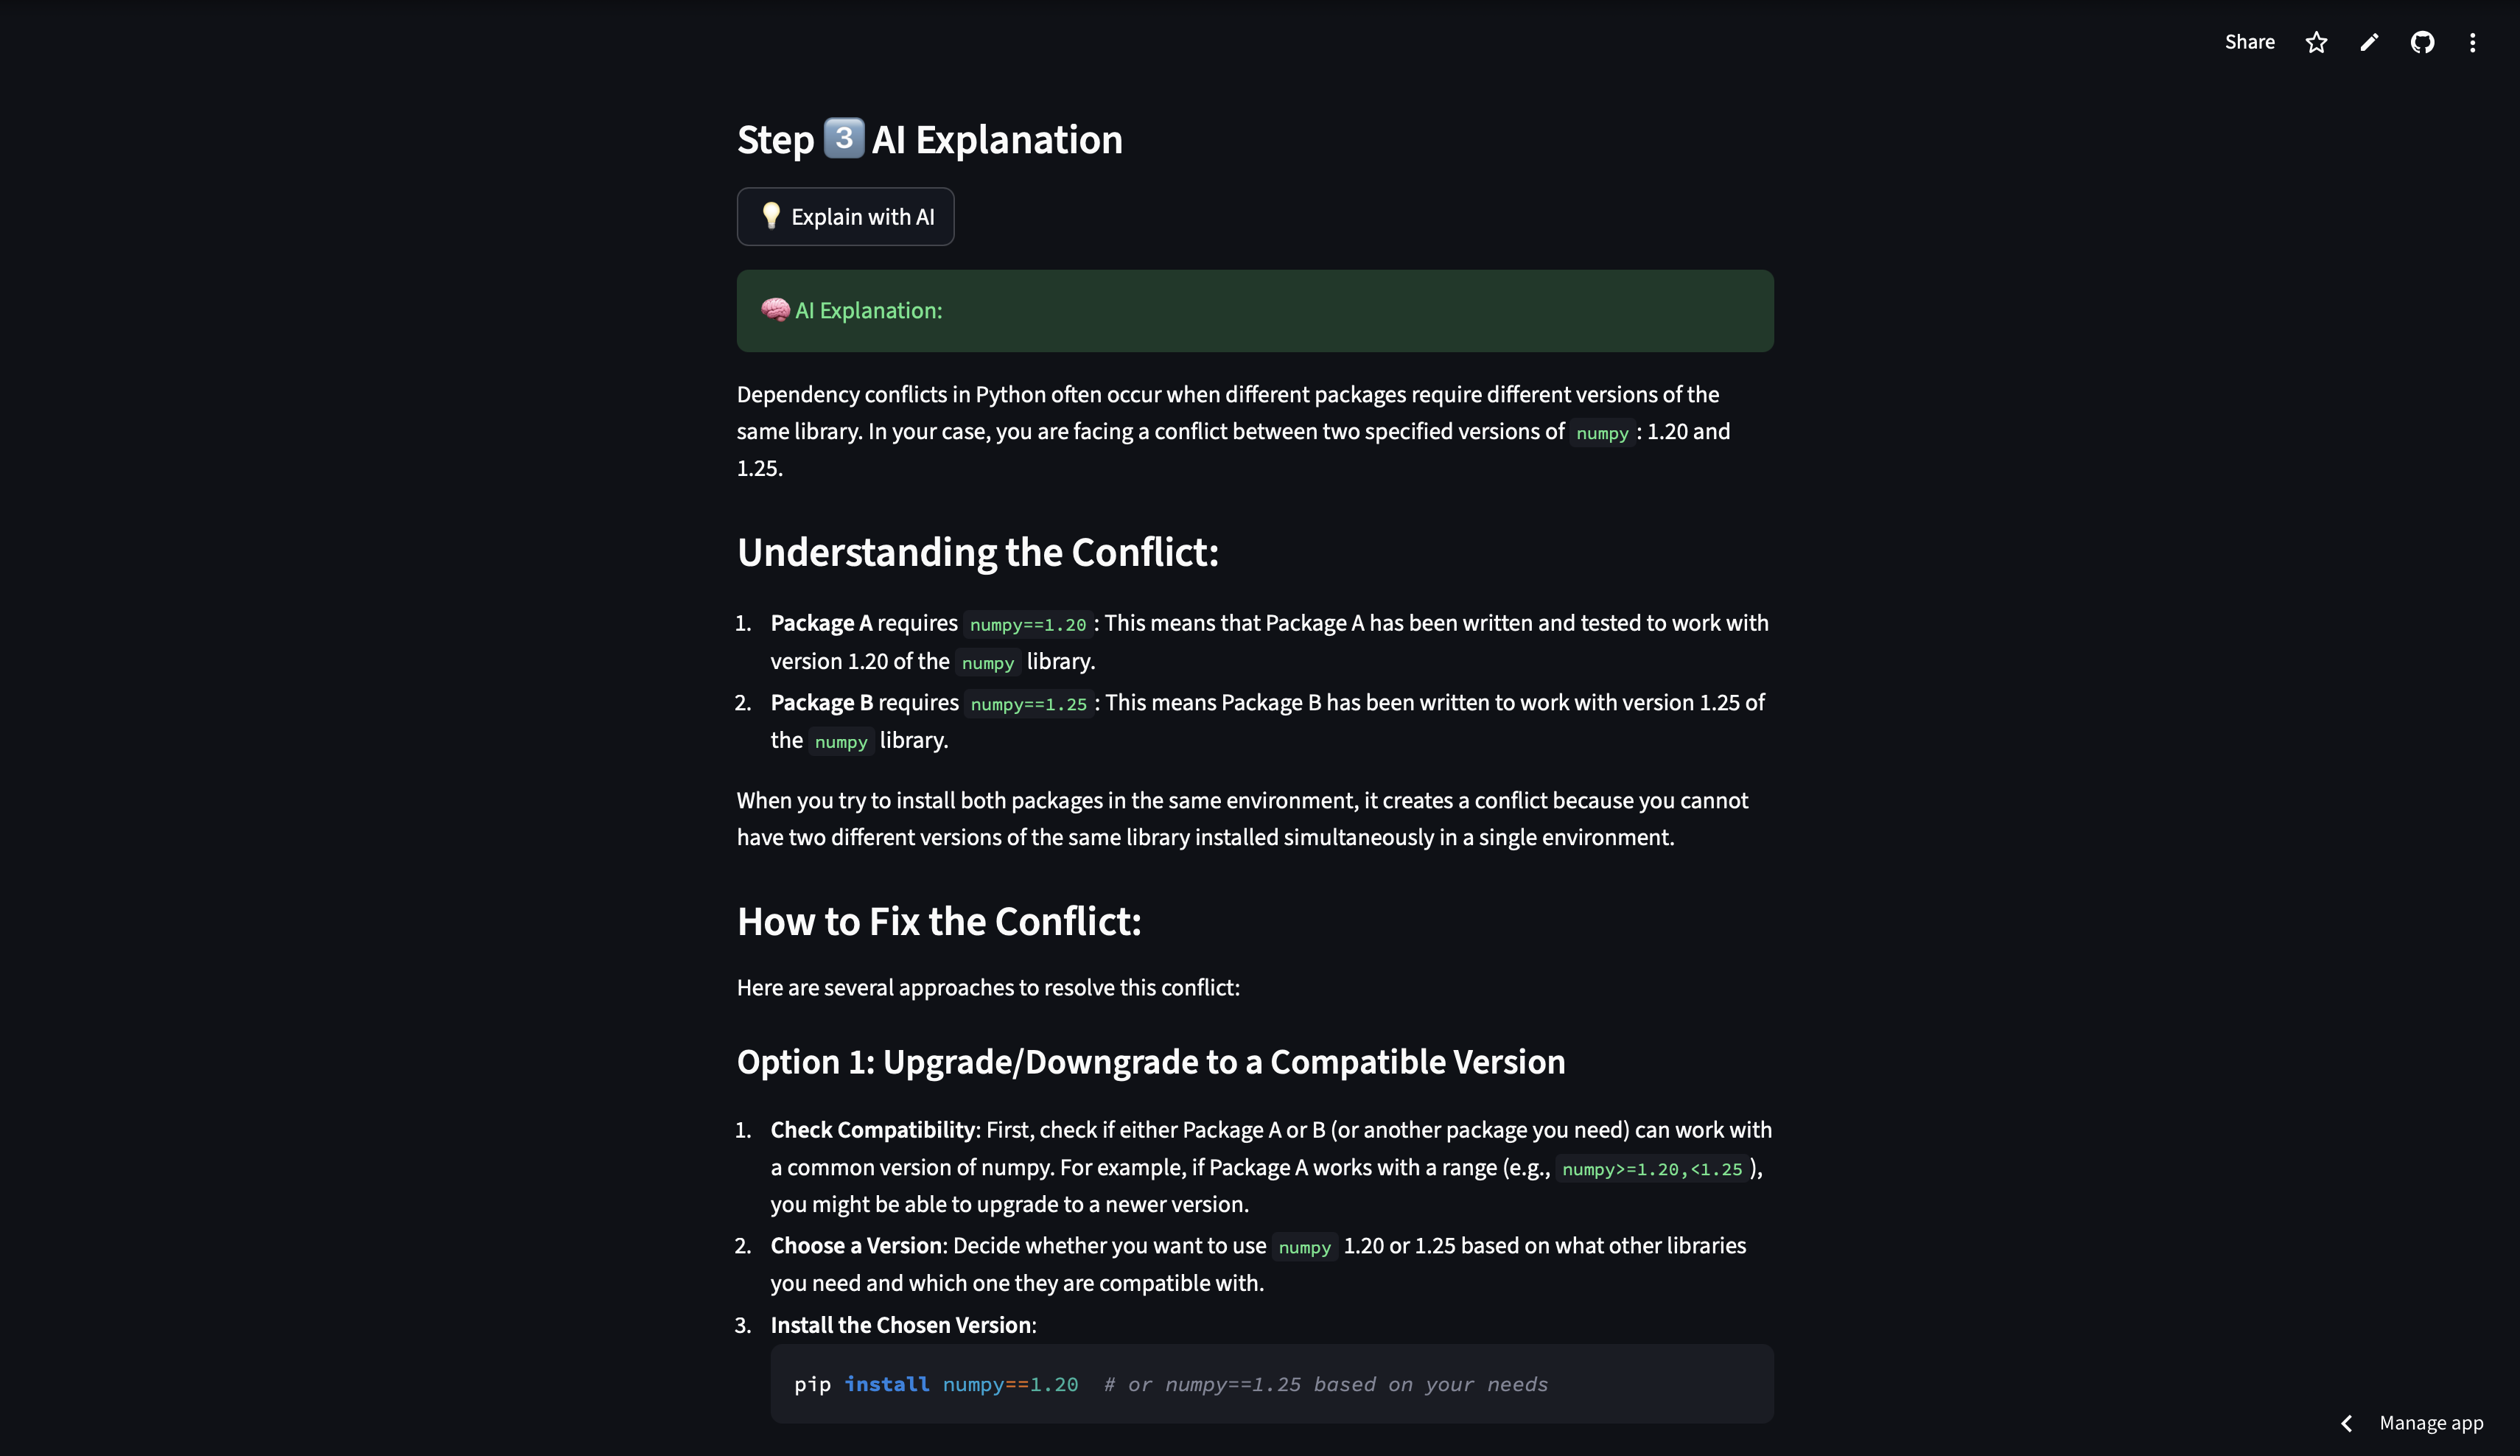 Share
Step 3 AI Explanation
Explain with AI
AI Explanation:
Dependency conflicts in Python often occur when different packages require different versions of the
same library. In your case, you are facing a conflict between two specified versions of numpy : 1.20 and
1.25.
Understanding the Conflict:
1. Package A requires numpy==1.20 : This means that Package A has been written and tested to work with
version 1.20 of the numpy library.
2. Package B requires numpy==1.25 : This means Package B has been written to work with version 1.25 of
the numpy library.
When you try to install both packages in the same environment, it creates a conflict because you cannot
have two different versions of the same library installed simultaneously in a single environment.
How to Fix the Conflict:
Here are several approaches to resolve this conflict:
Option 1: Upgrade/Downgrade to a Compatible Version
1. Check Compatibility: First, check if either Package A or B (or another package you need) can work with
a common version of numpy. For example, if Package A works with a range (e.g., numpy>=1.20,<1.25 ),
you might be able to upgrade to a newer version.
2. Choose a Version: Decide whether you want to use numpy 1.20 or 1.25 based on what other libraries
you need and which one they are compatible with.
3. Install the Chosen Version:
pip install numpy==1.20  # or numpy==1.25 based on your needs
Manage app